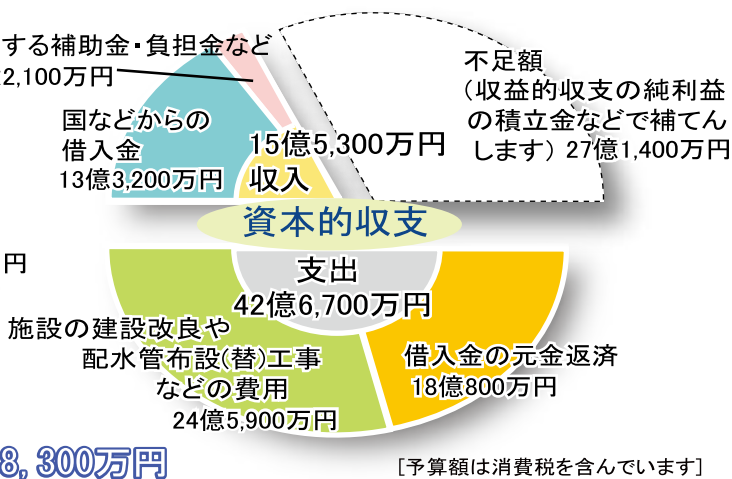 する補助金・負担金など
2,100万円
国などからの
借入金
13億3,200万円
15億5,300万円
収入
不足額
(収益的収支の純利益
の積立金などで補てん
します) 27億1,400万円
資本的収支
円
支出
42億6,700万円
施設の建設改良や
配水管布設(替)工事
などの費用
24億5,900万円
借入金の元金返済
18億800万円
8,300万円
[予算額は消費税を含んでいます]